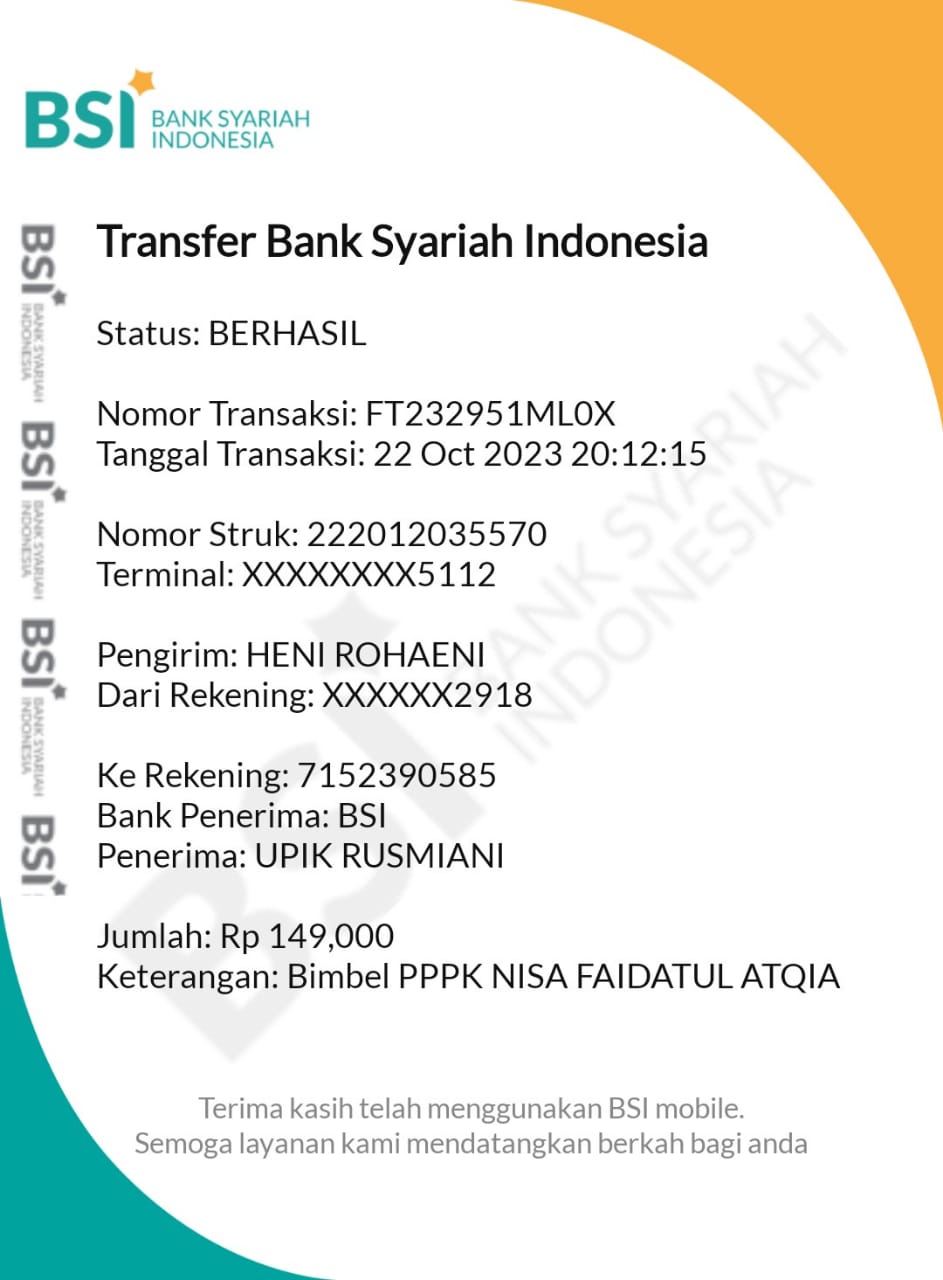 BSI BANK SYARIAH
INDONESIA
Transfer Bank Syariah Indonesia
Status: BERHASIL
Nomor Transaksi: FT232951ML0X
Tanggal Transaksi: 22 Oct 2023 20:12:15
Nomor Struk: 222012035570
Terminal: XXXXXXXX5112
Pengirim: HENI ROHAENI
Dari Rekening: XXXXXX2918
Ke Rekening: 7152390585
Bank Penerima: BSI
Penerima: UPIK RUSMIANI
Jumlah: Rp 149,000
Keterangan: Bimbel PPPK NISA FAIDATUL ATQIA
Terima kasih telah menggunakan BSI mobile.
Semoga layanan kami mendatangkan berkah bagi anda
BSI BANK SYARIAH
INDONESIA
BSI BANK SYARIAH
INDONESIA
BSI BANK SYARIAH
INDONESIA
BSI
BSI BANK SYARIAH
INDONESIA